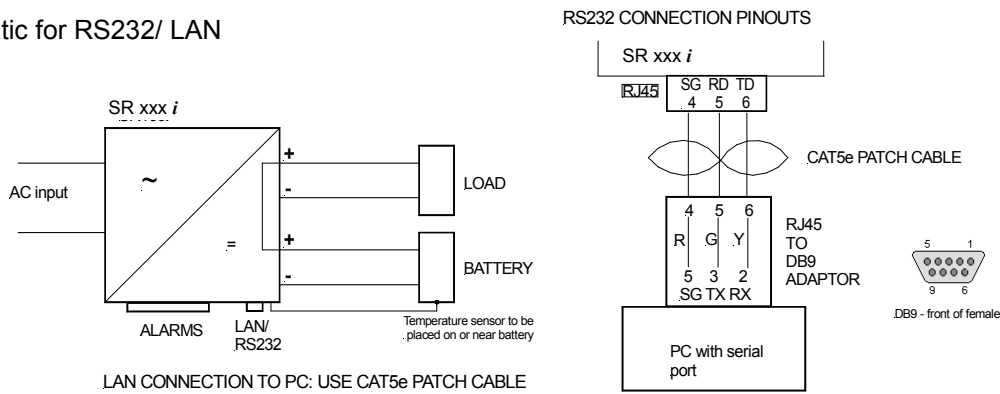 tic for RS232/ LAN
SR xxx i
AC input
~
=
+
-
+
-
LOAD
BATTERY
ALARMS
LAN/
RS232
Temperature sensor to be
placed on or near battery
LAN CONNECTION TO PC: USE CAT5e PATCH CABLE
RS232 CONNECTION PINOUTS
SR xxx i
RJ45
SG RD TD
4 5 6
CAT5e PATCH CABLE
4 5 6
R G Y
5 3 2
SG TX RX
RJ45
TO
DB9
ADAPTOR
PC with serial
port
5 1
9 6
DB9 - front of female